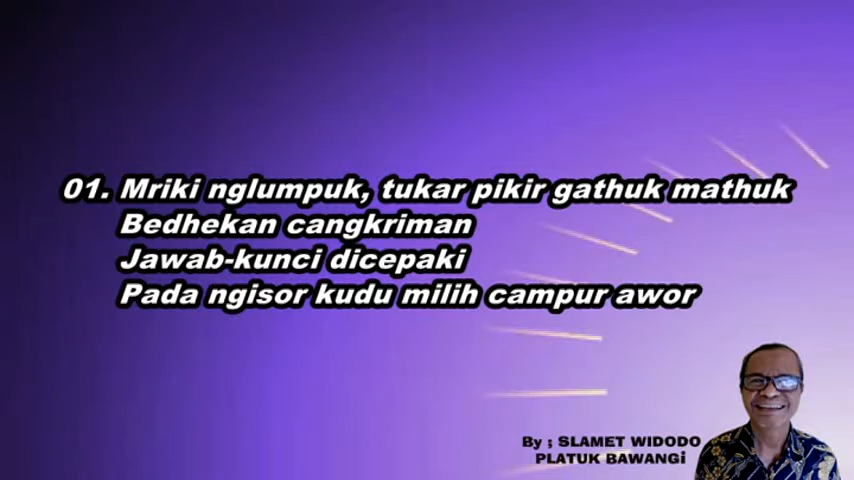 01. Mriki nglumpuk, tukar pikir gathuk mathuk
Bedhekan cangkriman
Jawab-kunci dicepaki
Pada ngisor kudu milih campur awor
By ; SLAMET WIDODO
PLATUK BAWANGi